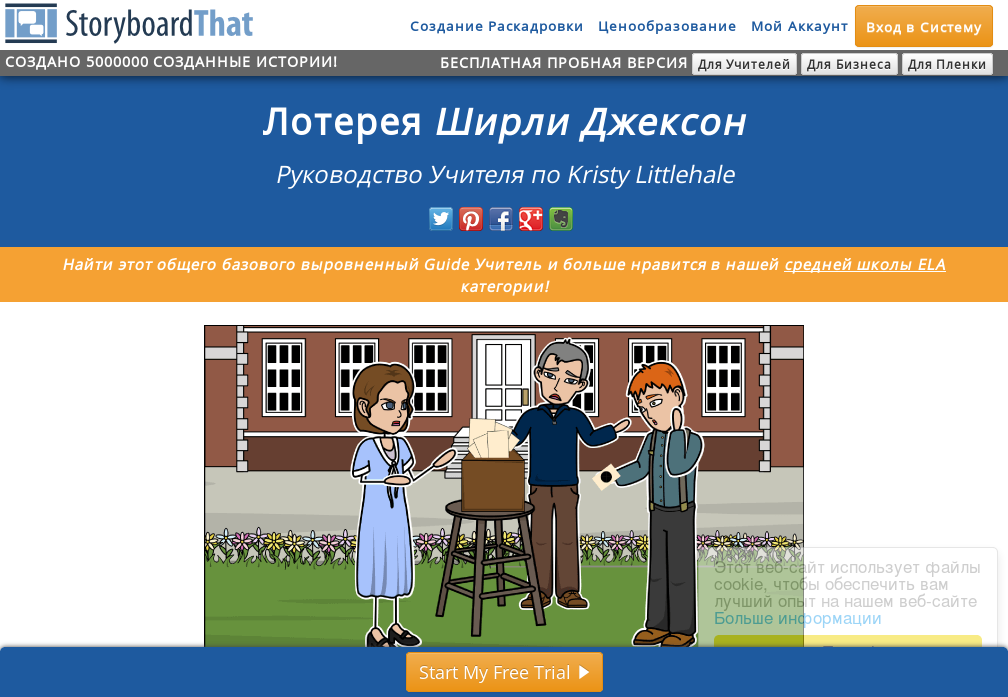 StoryboardThat
Создание Раскадровки Ценообразование Мой Аккаунт Вход в Систему
СОЗДАНО 5000000 СОЗДАННЫЕ ИСТОРИИ!
БЕСПЛАТНАЯ ПРОБНАЯ ВЕРСИЯ Для Учителей Для Бизнеса Для Пленки
Лотерея Ширли Джексон
Руководство Учителя по Kristy Littlehale
Найти этот общего базового выровненный Guide Учитель и больше нравится в нашей средней школы ELA
категории!
Этот веб-сайт использует файлы
cookie, чтобы обеспечить вам
лучший опыт на нашем веб-сайте
Больше информации
Start My Free Trial